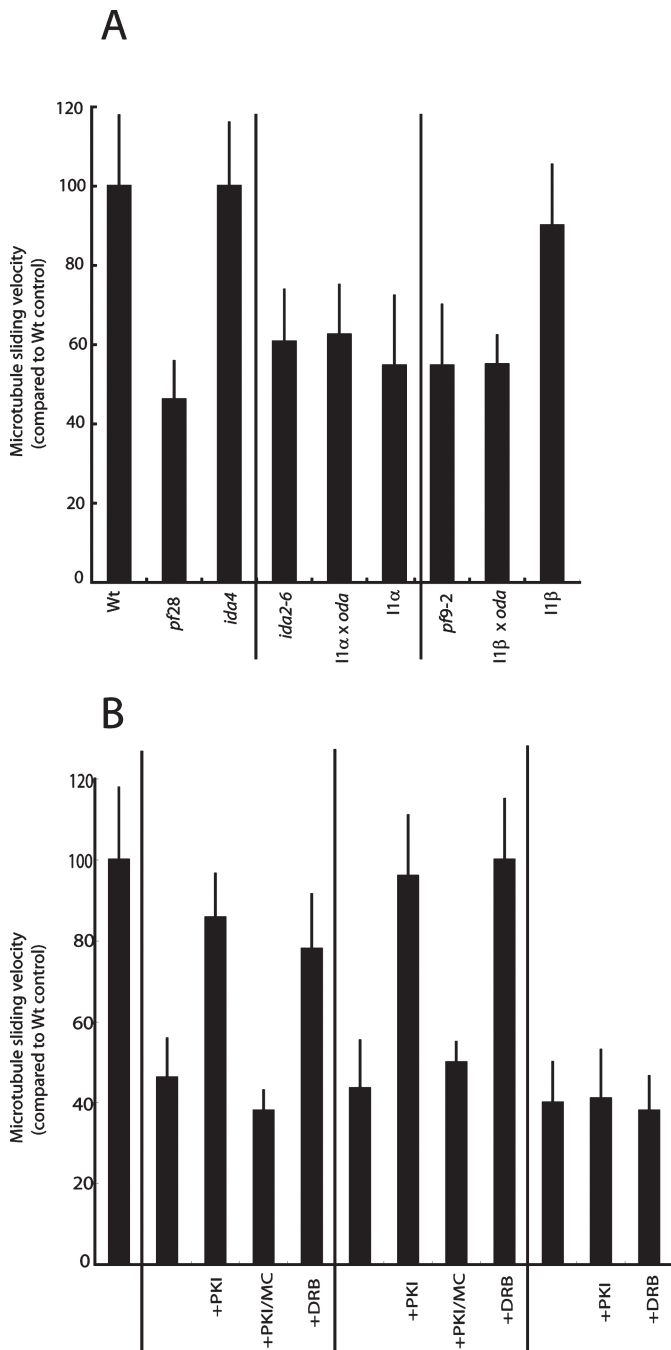 A
Microtubule sliding velocity
(compared to Wt control)
120
100
80
60
40
20
0
Wt
pf28
ida4
ida2-6
I1α x oda
I1α
pf9-2
I1β x oda
I1β
B
Microtubule sliding velocity
(compared to Wt control)
120
100
80
60
40
20
0
+PKI
+PKI/MC
+DRB
+PKI
+PKI/MC
+DRB
+PKI
+DRB